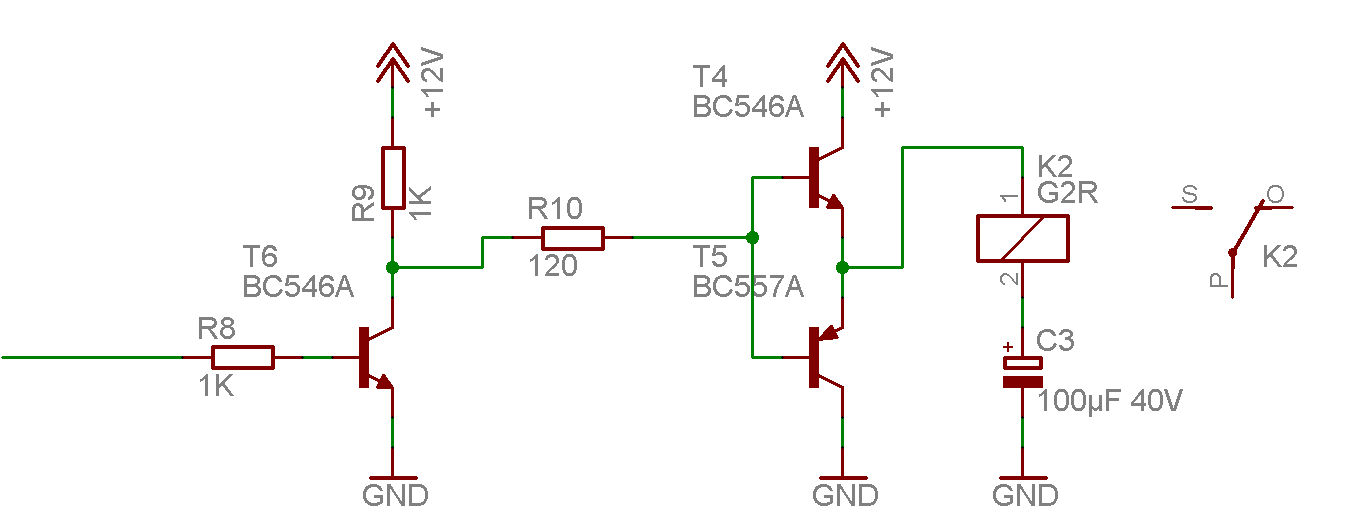 +12V
R9
1K
T6
BC546A
R8
1K
GND
R10
120
T4
BC546A
+12V
T5
BC557A
GND
K2
G2R
1
2
+
C3
100µF 40V
GND
S
O
P
K2